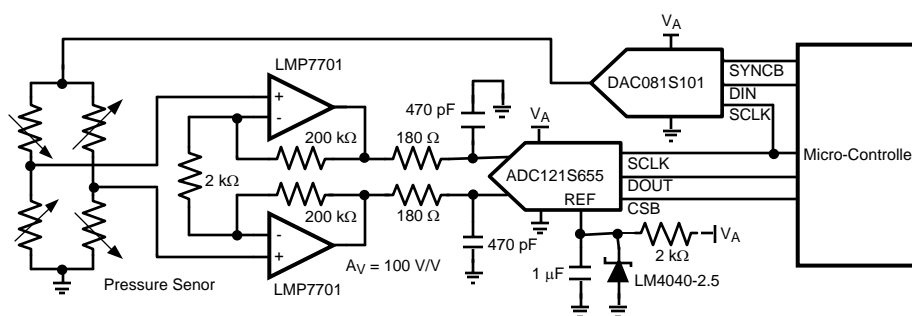 V_A
LMP7701
DAC081S101
SYNCB
DIN
SCLK
470 pF
V_A
200 kΩ
180 Ω
2 kΩ
ADC121S655
SCLK
Micro-Controller
DOUT
REF
CSB
200 kΩ
180 Ω
470 pF
V_A
2 kΩ
A_V = 100 V/V
1 µF
LM4040-2.5
Pressure Senor
LMP7701
+
-
-
+